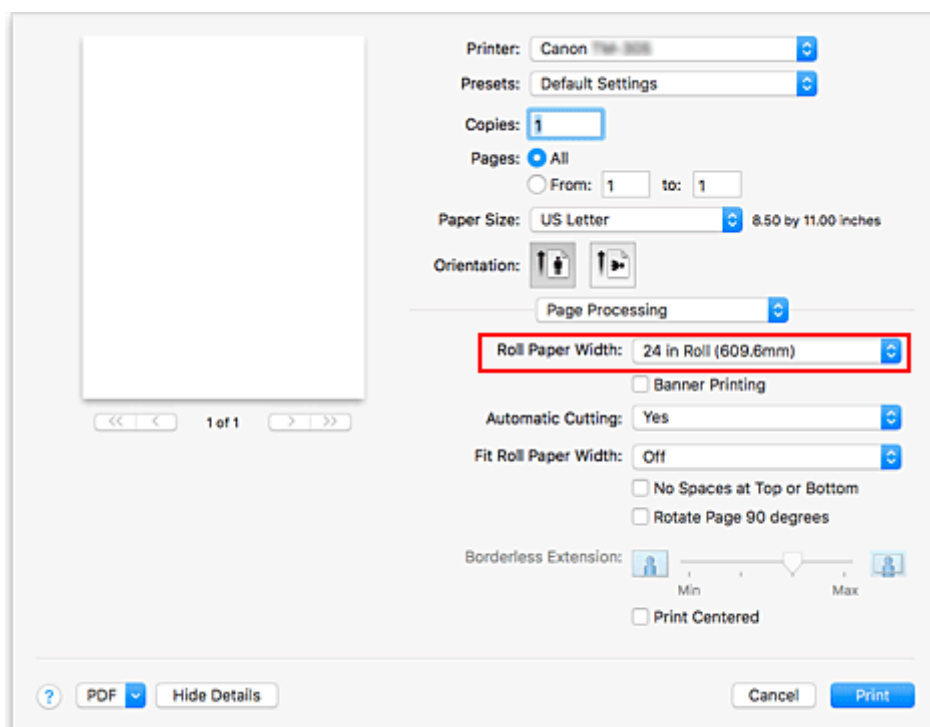 Printer: Canon
Presets: Default Settings
Copies: 1
Pages: All
From: 1 to: 1
Paper Size: US Letter 8.50 by 11.00 inches
Orientation:
Page Processing
Roll Paper Width: 24 in Roll (609.6mm)
Banner Printing
<< < 1 of 1 > >>
Automatic Cutting: Yes
Fit Roll Paper Width: Off
No Spaces at Top or Bottom
Rotate Page 90 degrees
Borderless Extension:
Min Max
Print Centered
? PDF Hide Details Cancel Print